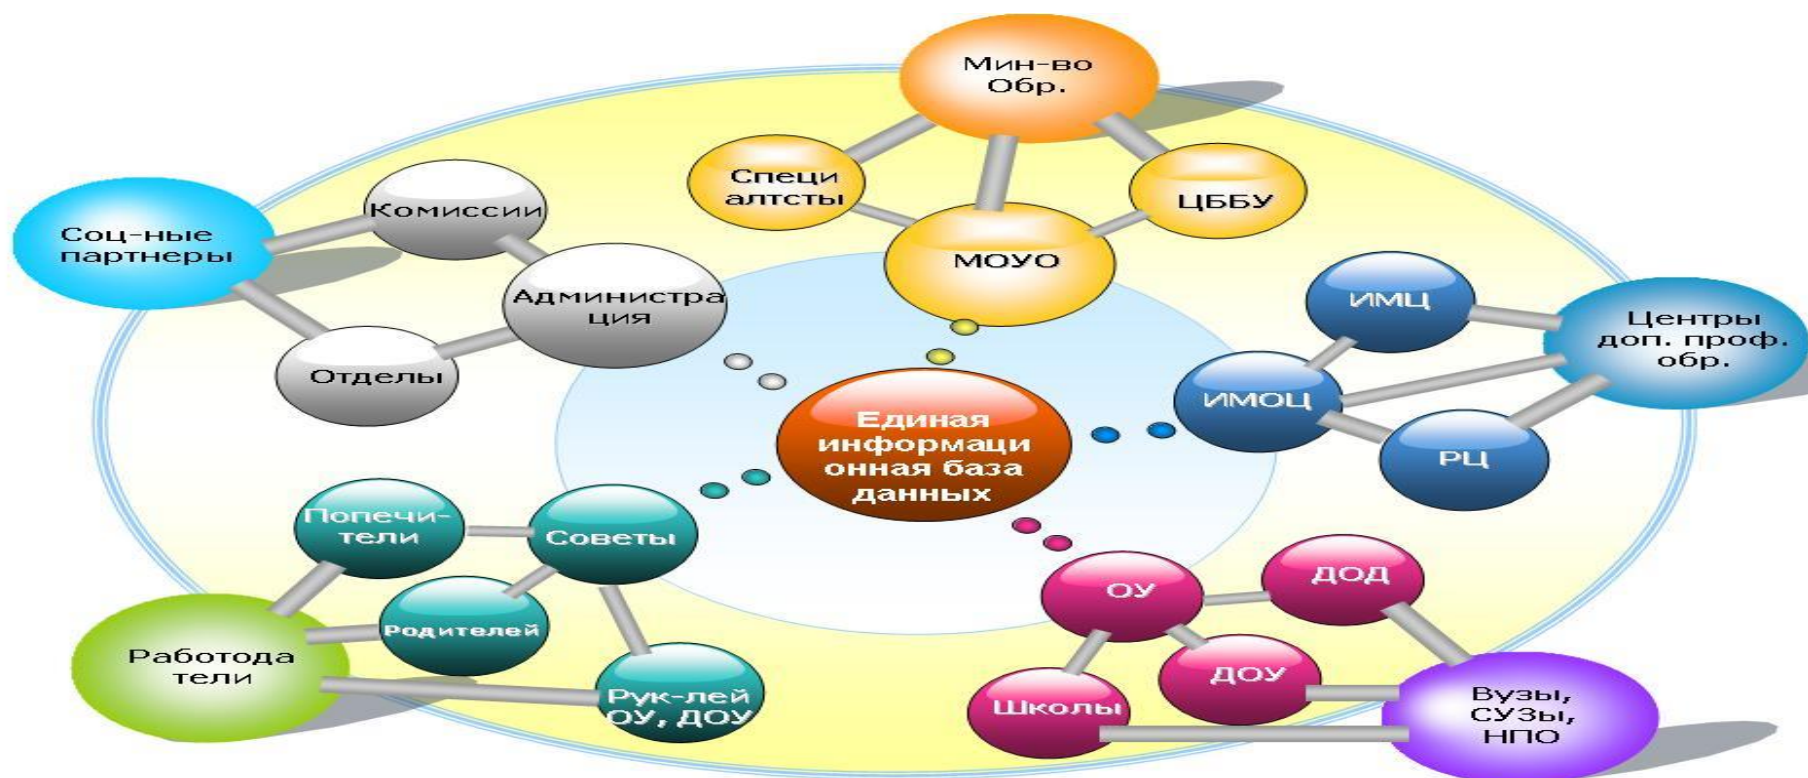 Мин-во
Обр.
Специ
алтсты
ЦББУ
МОУО
Соц-ные
партнеры
Комиссии
Администра
ция
Отделы
ИМЦ
Центры
доп. проф.
обр.
ИМОЦ
РЦ
Единая
информаци
онная база
данных
Попечи-
тели
Советы
Родителей
Работода
тели
Рук-лей
ОУ, ДОУ
ОУ
ДОД
ДОУ
Школы
Вузы,
СУЗы,
НПО